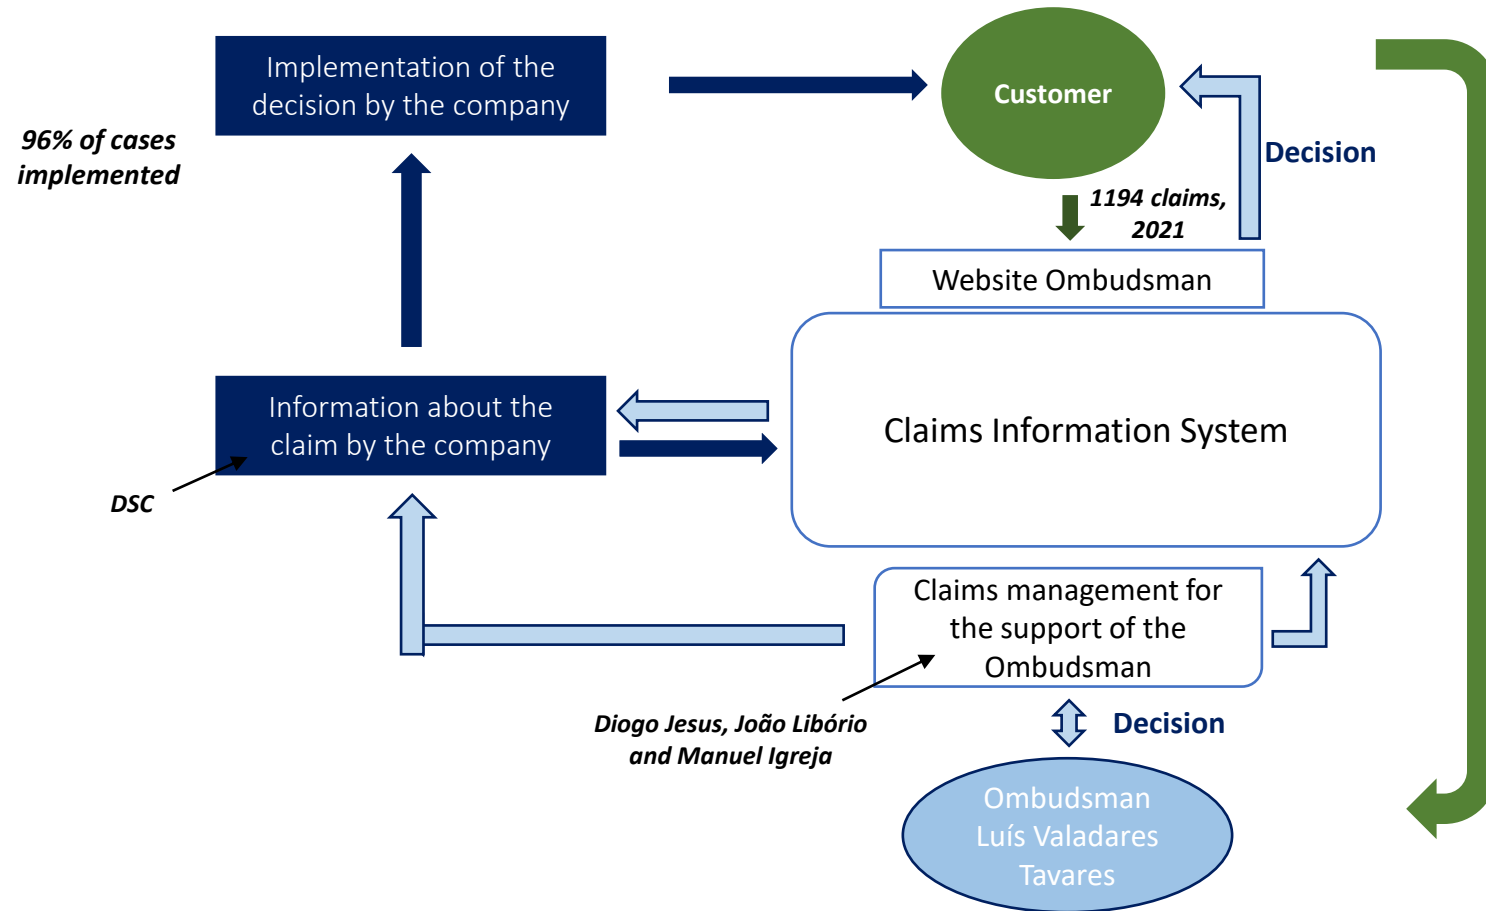 Implementation of the
decision by the company
Customer
96% of cases
implemented
Decision
1194 claims,
2021
Website Ombudsman
Information about the
claim by the company
Claims Information System
DSC
Claims management for
the support of the
Ombudsman
Diogo Jesus, João Libório
and Manuel Igreja
Decision
Ombudsman
Luís Valadares
Tavares